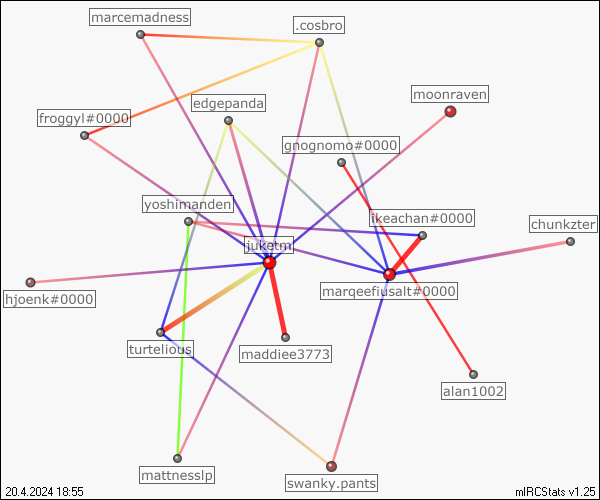 marcemadness
.cosbro
moonraven
edgepanda
froggyl#0000
gnognomo#0000
yoshimanden
ikeachan#0000
chunkzter
juketm
marqeefiusalt#0000
hjoenk#0000
turtelious
maddiee3773
alan1002
mattnesslp
swanky.pants
20.4.2024 18:55
mIRCStats v1.25